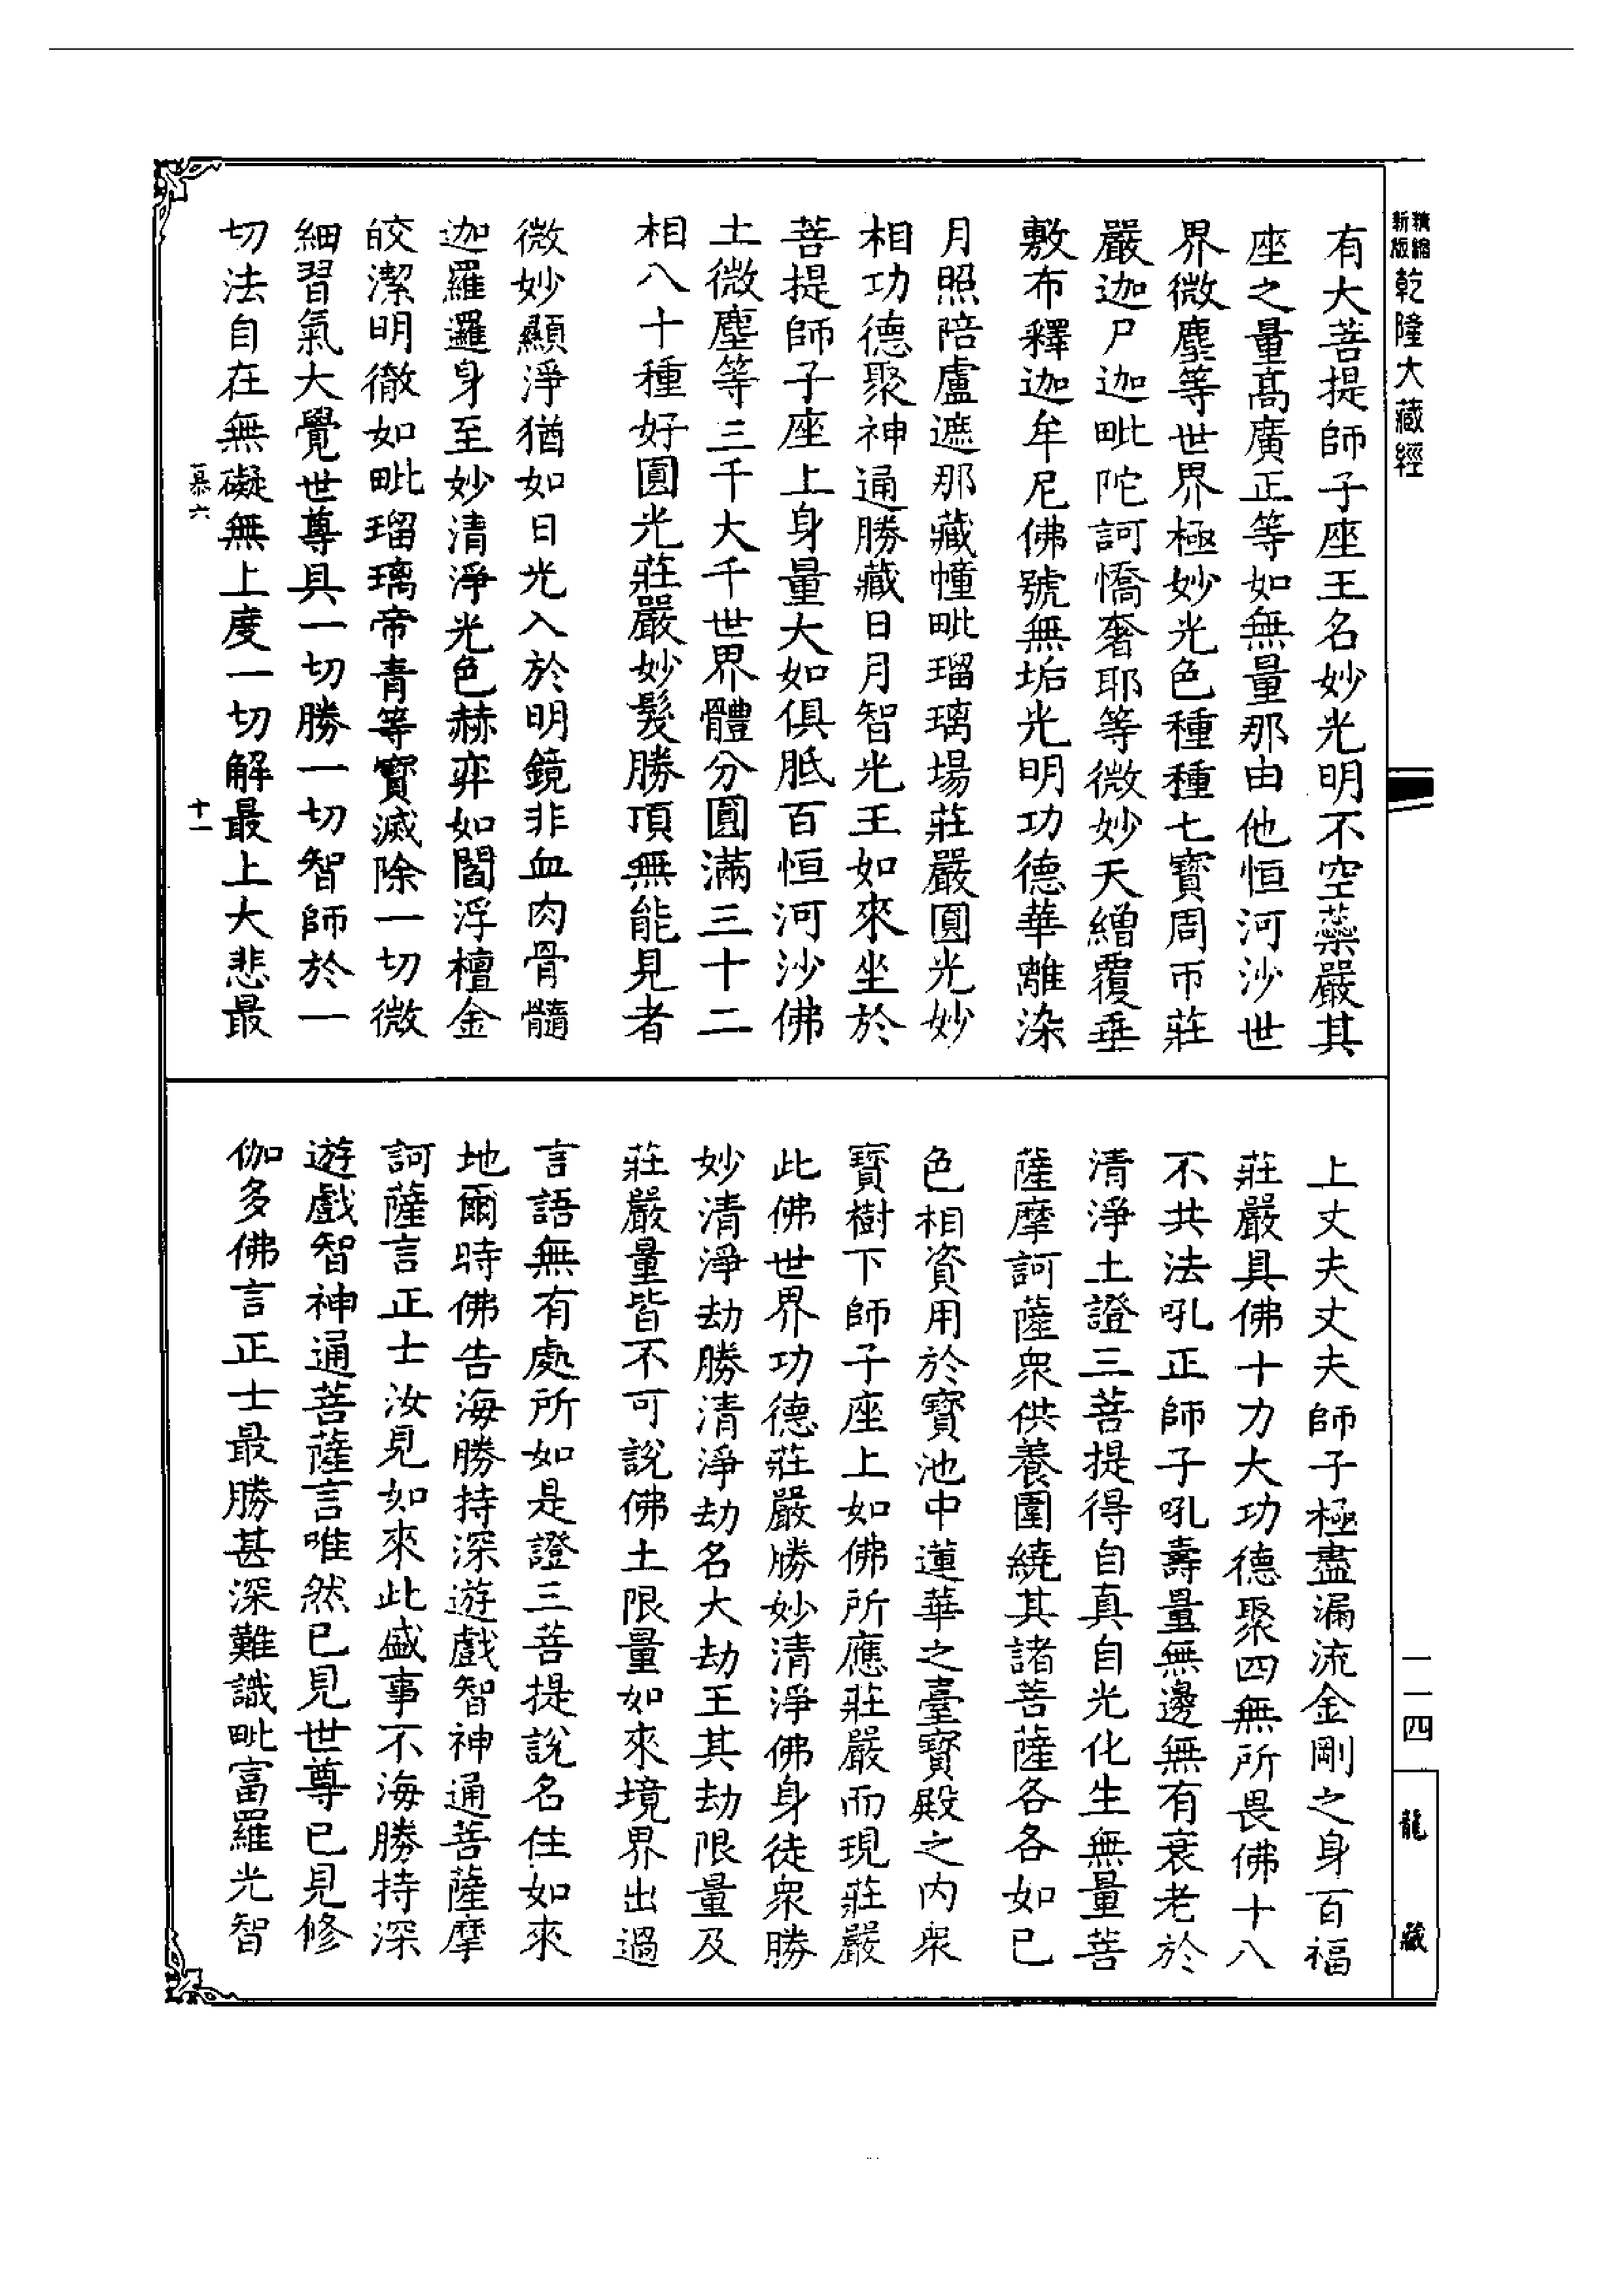 精縮新版乾隆大藏經
一一四
龍藏
有大菩提師子座王名妙光明不空蘂嚴其
座之量髙廣正等如無量那由他恒河沙世
界微塵等世界極妙光色種種七寶周帀莊
嚴迦尸迦毗陀訶憍奢耶等微妙天繒覆垂
敷布釋迦牟尼佛號無垢光明功德華離染
月照陪盧遮那藏幢毗瑠璃場莊嚴圓光妙
相功德聚神通勝藏日月智光王如來坐於
菩提師子座上身量大如俱胝百恒河沙佛
土微塵等三千大千世界體分圓滿三十二
相八十種好圓光莊嚴妙髮勝頂無能見者
微妙顯淨猶如日光入於明鏡非血肉骨髓
迦羅邏身至妙清淨光色赫弈如閻浮檀金
皎潔明徹如毗瑠璃帝青等寶滅除一切微
細習氣大覺世尊具一切勝一切智師於一
切法自在無礙無上度一切解最上大悲最
慕六
十一
上丈夫丈夫師子極盡漏流金剛之身百福
莊嚴具佛十力大功德聚四無所畏佛十八
不共法吼正師子吼壽量無邊無有衰老於
清淨土證三菩提得自真自光化生無量菩
薩摩訶薩衆供養圍繞其諸菩薩各各如已
色相資用於寶池中蓮華之臺寶殿之内衆
寶樹下師子座上如佛所應莊嚴而現莊嚴
此佛世界功德莊嚴勝妙清淨佛身徒衆勝
妙清淨劫勝清淨劫名大劫王其劫限量及
莊嚴量皆不可說佛土限量如來境界出過
言語無有處所如是證三菩提說名住如來
地爾時佛告海勝持深遊戲智神通菩薩摩
訶薩言正士汝見如來此盛事不海勝持深
遊戲智神通菩薩言唯然已見世尊已見修
伽多佛言正士最勝甚深難識毗富羅光智